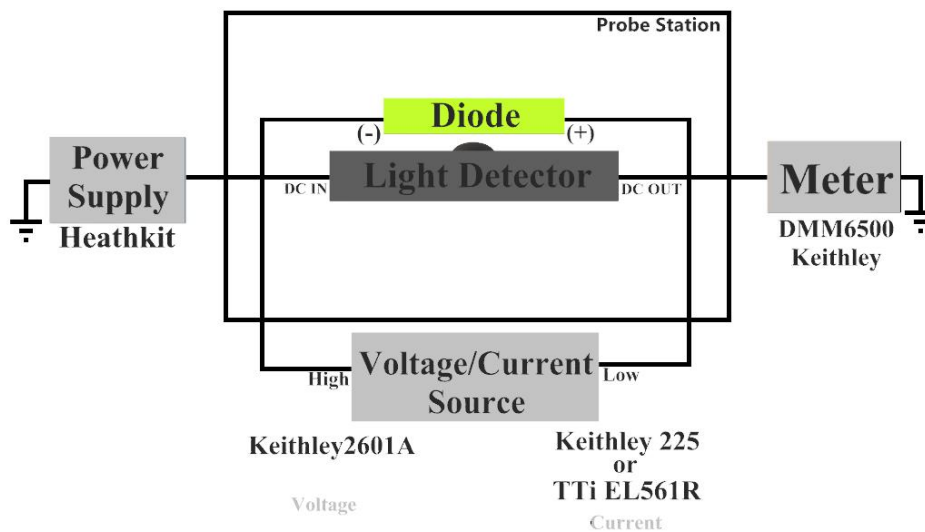 Probe Station
Diode
(-)
(+)
Power
Supply
Heathkit
DC IN
Light Detector
DC OUT
Meter
DMM6500
Keithley
High
Voltage/Current
Source
Low
Keithley2601A
Keithley 225
or
TTi EL561R
Voltage
Current